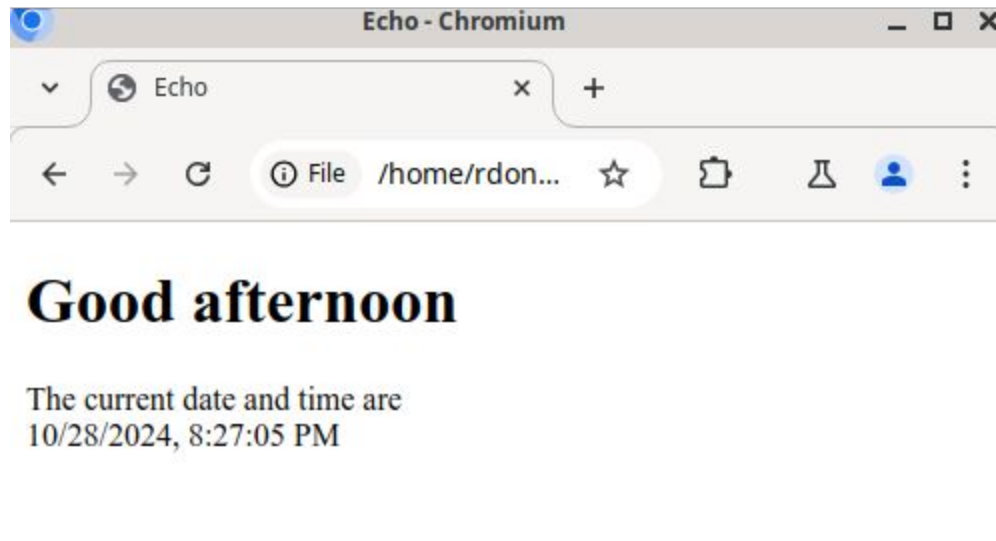 Echo - Chromium
Echo
File /home/rdon...
Good afternoon
The current date and time are
10/28/2024, 8:27:05 PM